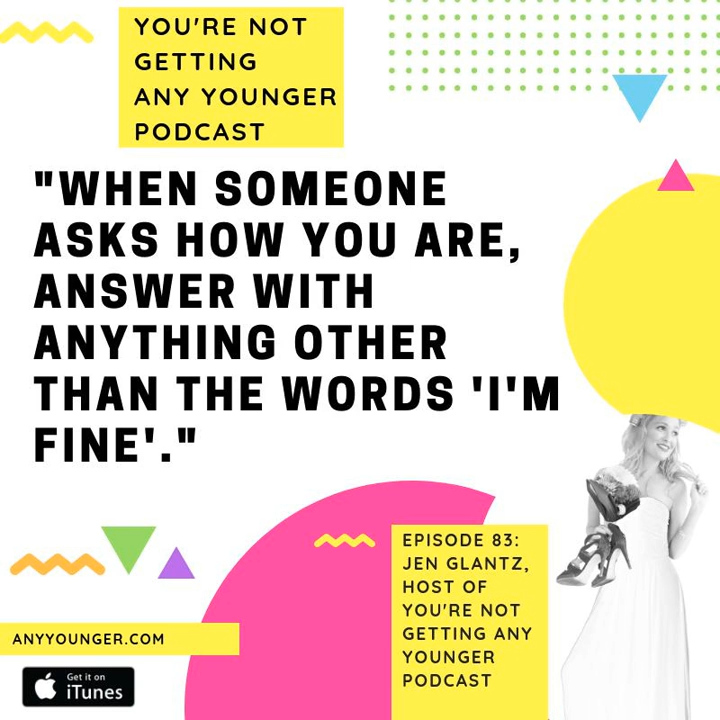 YOU'RE NOT
GETTING
ANY YOUNGER
PODCAST
"WHEN SOMEONE
ASKS HOW YOU ARE,
ANSWER WITH
ANYTHING OTHER
THAN THE WORDS 'I'M
FINE'."
EPISODE 83:
JEN GLANTZ,
HOST OF
YOU'RE NOT
GETTING ANY
YOUNGER
PODCAST
ANYYOUNGER.COM
Get it on
iTunes